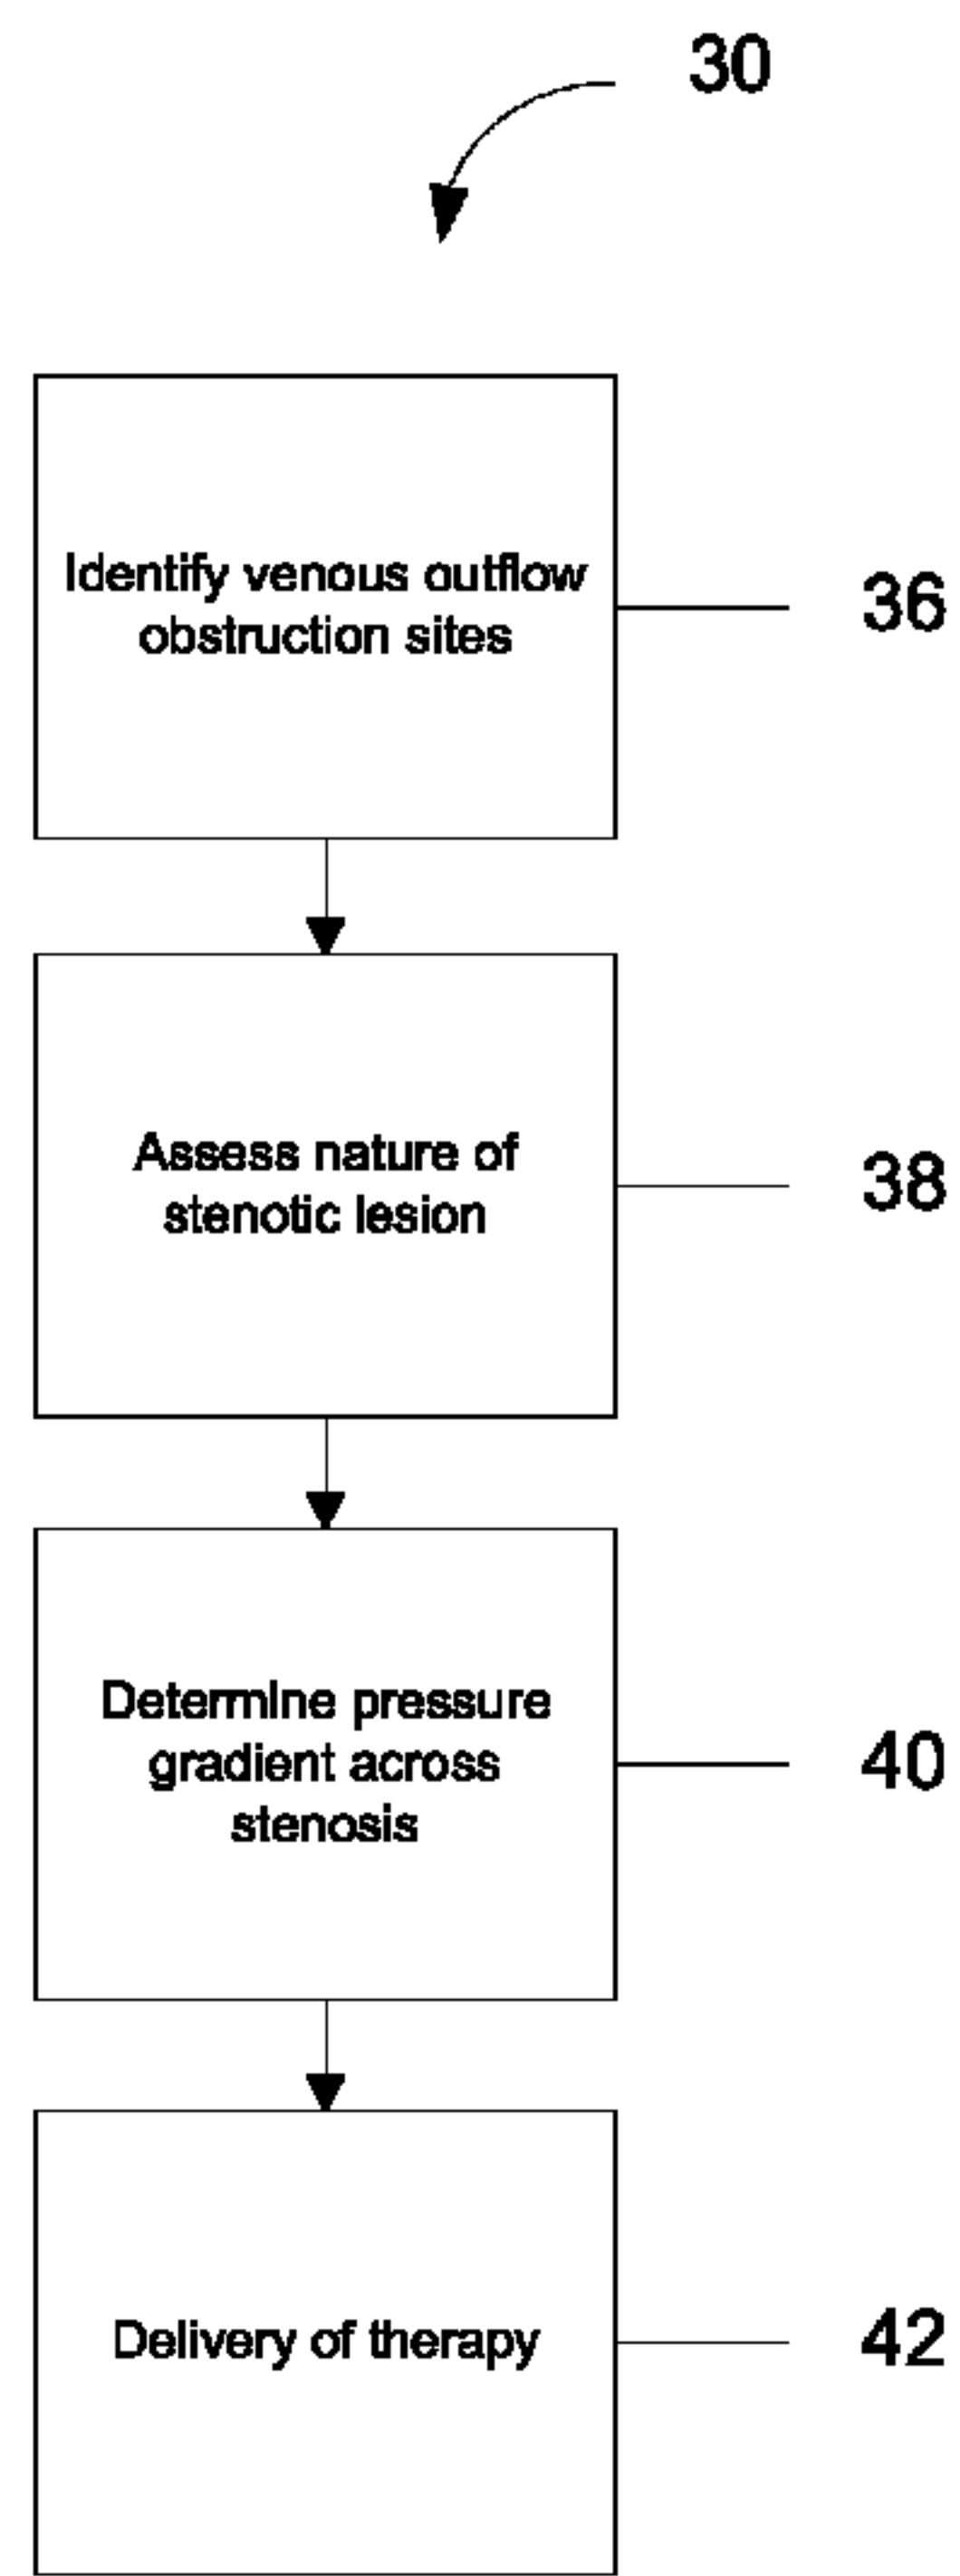 30
Identify venous outflow
obstruction sites
36
Assess nature of
stenotic lesion
38
Determine pressure
gradient across
stenosis
40
Delivery of therapy
42